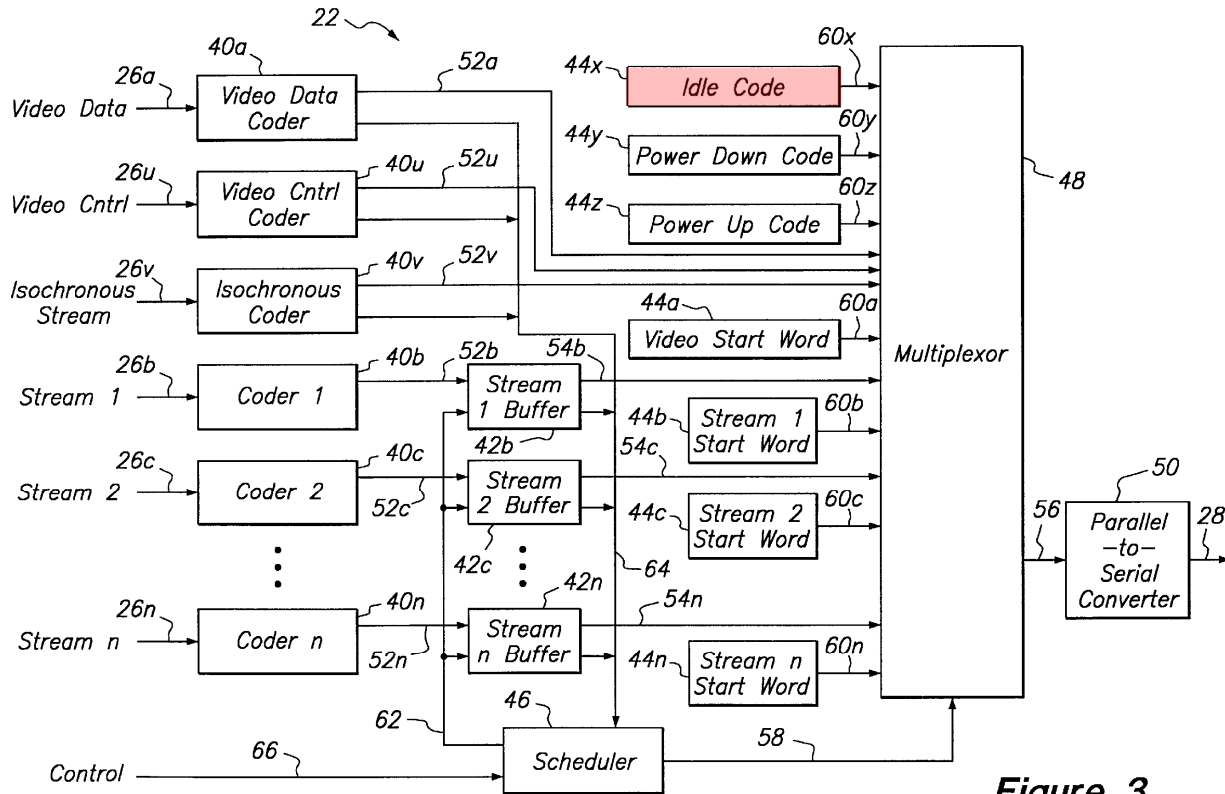 22
40a
52a
60x
44x
Idle Code
26a
Video Data
Video Data
Coder
44y
Power Down Code
60y
40u
52u
48
26u
Video Cntrl
Video Cntrl
Coder
44z
Power Up Code
60z
40v
52v
26v
Isochronous
Stream
Isochronous
Coder
44a
60a
Video Start Word
Multiplexor
40b
52b
54b
26b
Stream 1
Coder 1
Stream
1 Buffer
42b
44b
Stream 1
Start Word
60b
40c
54c
26c
Stream 2
Coder 2
52c
Stream
2 Buffer
42c
44c
Stream 2
Start Word
60c
50
56
Parallel
-to-
Serial
Converter
28
64
42n
40n
54n
26n
Stream n
Coder n
52n
Stream
n Buffer
44n
Stream n
Start Word
60n
62
46
58
Scheduler
66
Control
Figure 3